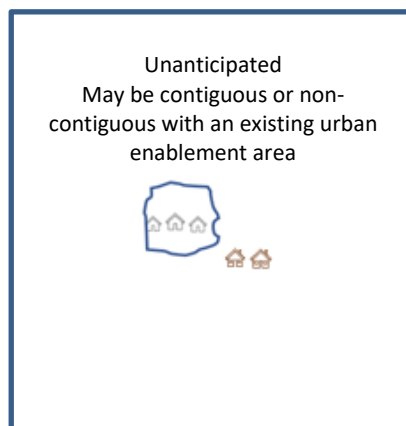 Unanticipated
May be contiguous or non-
contiguous with an existing urban
enablement area